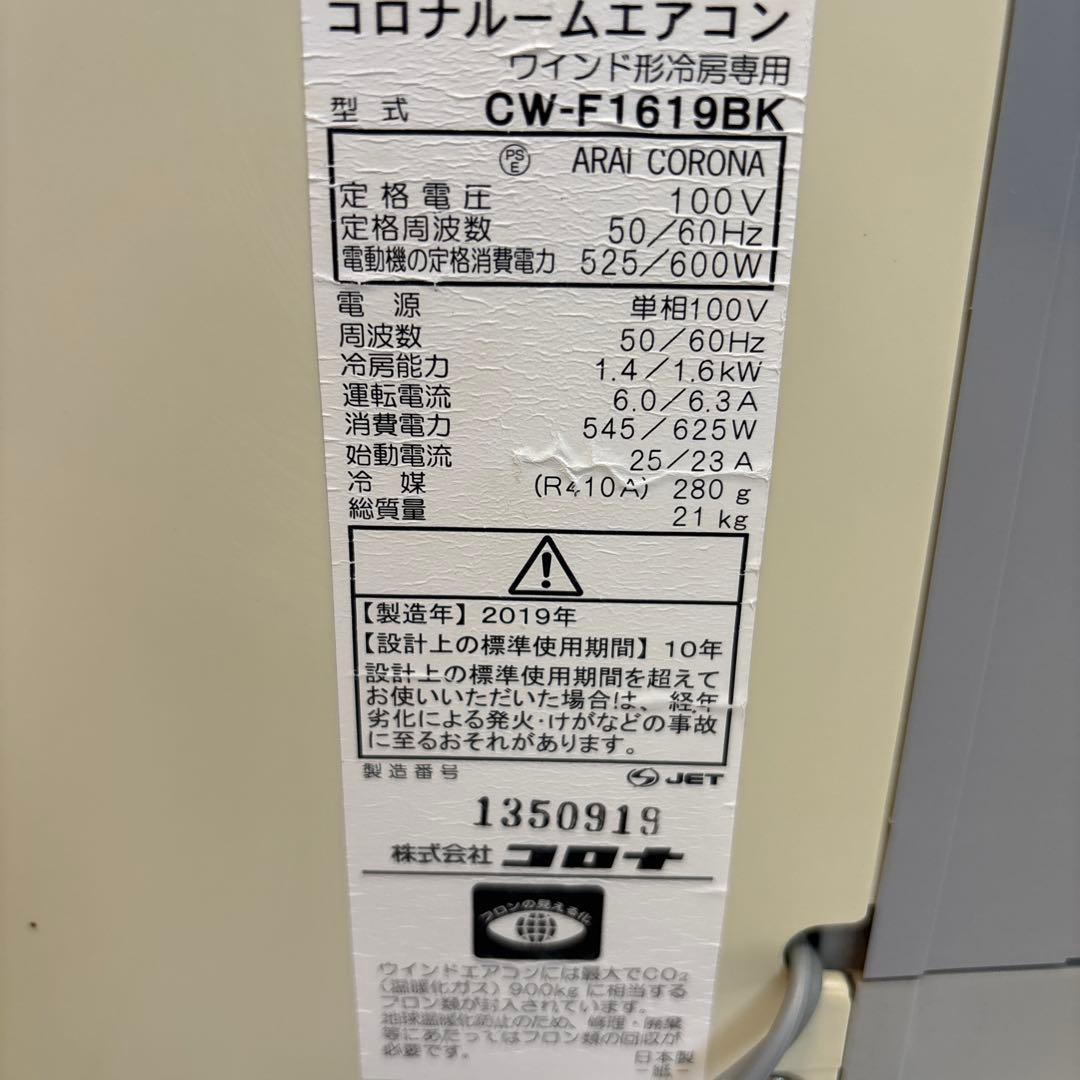 コロナルームエアコン
ウインド形冷房専用
型式 CW-F1619BK
PS E ARAI CORONA
定格電圧 100V
定格周波数 50/60Hz
電動機の定格消費電力 525/600W
電源 単相100V
周波数 50/60Hz
冷房能力 1.4/1.6kW
運転電流 6.0/6.3A
消費電力 545/625W
始動電流 25/23A
冷媒 (R410A) 280g
総質量 21kg
【製造年】2019年
【設計上の標準使用期間】10年
設計上の標準使用期間を超えて
お使いいただいた場合は、経年
劣化による発火・けがなどの事故
に至るおそれがあります。
製造番号 JET
1350919
株式会社 コロナ
フロンの見える化
ウインドエアコンには最大でCO₂
(温暖化ガス)900kgに相当する
フロン類が封入されています。
地球温暖化防止のため、修理・廃棄
等にあたってはフロン類の回収が
必要です。 日本製
-紙-